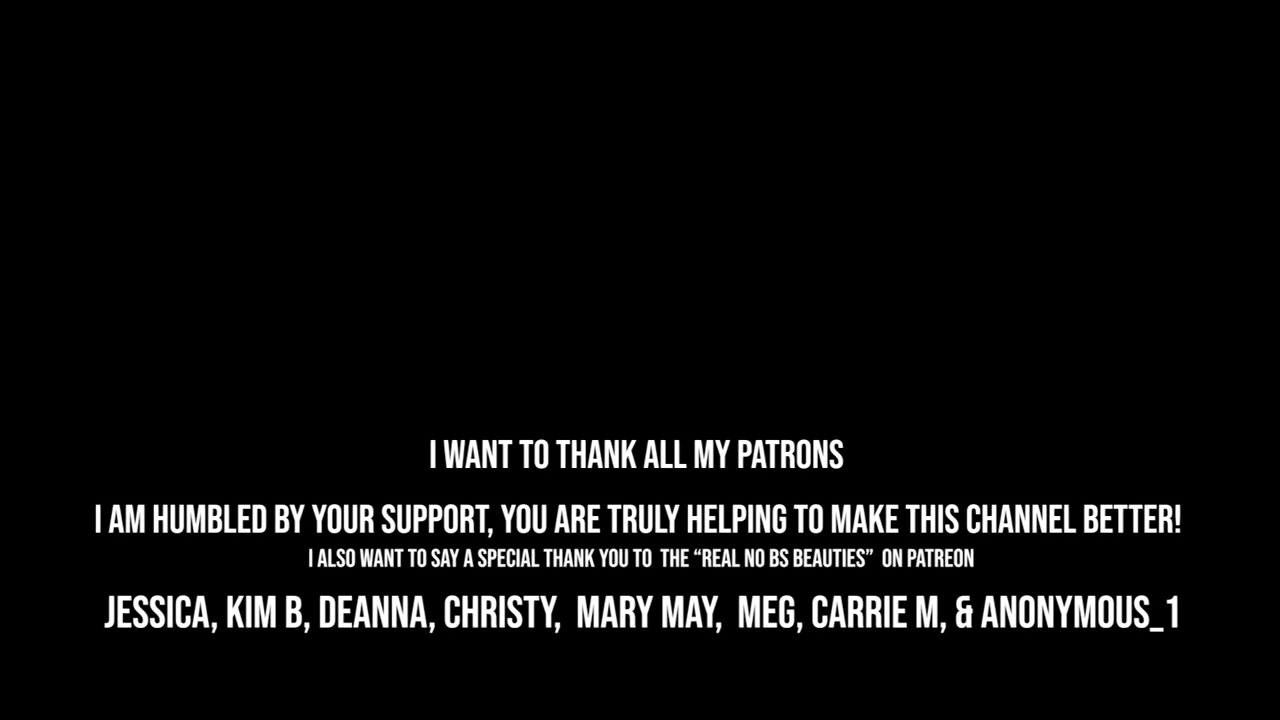 I WANT TO THANK ALL MY PATRONS
I AM HUMBLED BY YOUR SUPPORT, YOU ARE TRULY HELPING TO MAKE THIS CHANNEL BETTER!
I ALSO WANT TO SAY A SPECIAL THANK YOU TO THE “REAL NO BS BEAUTIES” ON PATREON
JESSICA, KIM B, DEANNA, CHRISTY, MARY MAY, MEG, CARRIE M, & ANONYMOUS_1